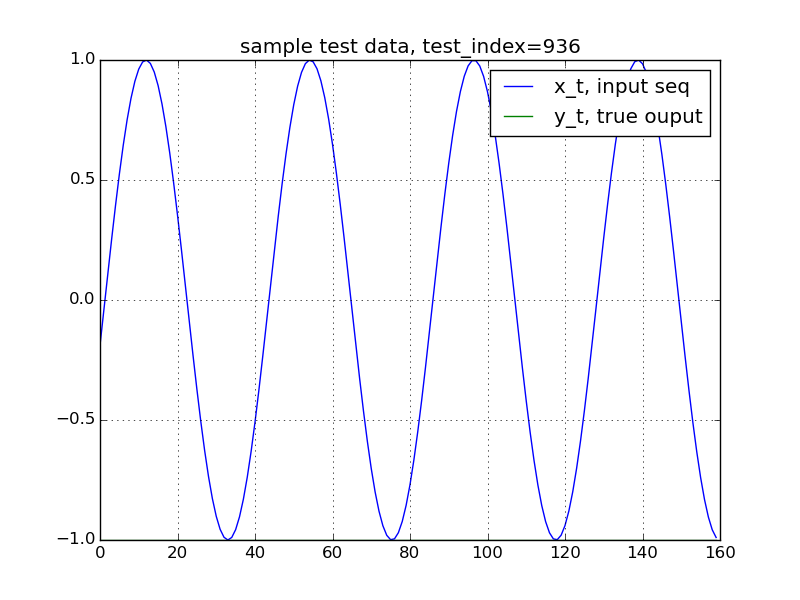 sample test data, test_index=936
x_t, input seq
y_t, true ouput
1.0
0.5
0.0
−0.5
−1.0
0 20 40 60 80 100 120 140 160